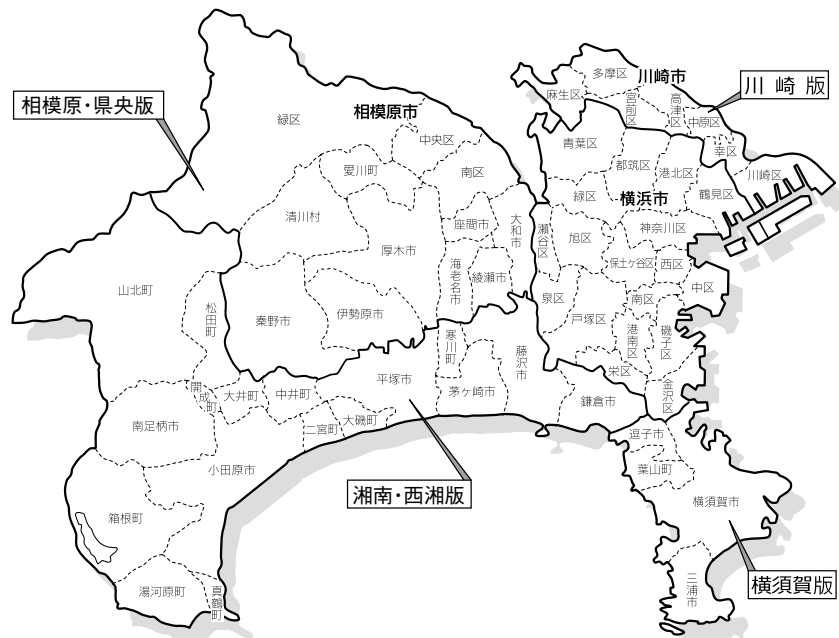 川崎市
多摩区
川崎版
麻生区
宮前区
高津区
中原区
幸区
川崎区
相模原・県央版
相模原市
緑区
中央区
南区
愛川町
清川村
厚木市
座間市
大和市
海老名市
綾瀬市
秦野市
伊勢原市
青葉区
都筑区
港北区
鶴見区
緑区
横浜市
瀬谷区
旭区
神奈川区
保土ケ谷区
西区
中区
泉区
戸塚区
南区
港南区
磯子区
栄区
金沢区
鎌倉市
山北町
松田町
寒川町
藤沢市
平塚市
茅ヶ崎市
開成町
大井町
中井町
南足柄市
二宮町
大磯町
小田原市
湘南・西湘版
箱根町
湯河原町
真鶴町
逗子市
葉山町
横須賀市
横須賀版
三浦市